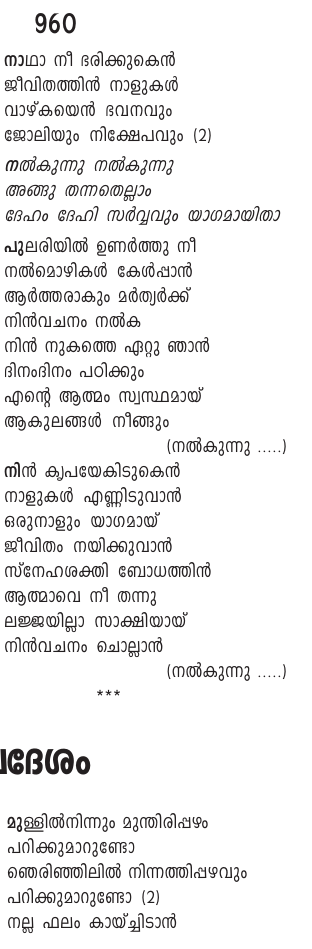 960
നാഥാ നീ ഭരിക്കുകെൻ
ജീവിതത്തിൻ നാളുകൾ
വാഴ്കയെൻ ഭവനവും
ജോലിയും നിക്ഷേപവും (2)
നൽകുന്നു നൽകുന്നു
അങ്ങു തന്നതെല്ലാം
ദേഹം ദേഹി സർവ്വവും യാഗമായിതാ
പുലരിയിൽ ഉണർത്തു നീ
നൽമൊഴികൾ കേൾപ്പാൻ
ആർത്തരാകും മർത്യർക്ക്
നിൻവചനം നൽക
നിൻ നുകത്തെ ഏറ്റു ഞാൻ
ദിനംദിനം പഠിക്കും
എന്റെ ആത്മം സ്വസ്ഥമായ്
ആകുലങ്ങൾ നീങ്ങും
(നൽകുന്നു .....)
നിൻ കൃപയേകിടുകെൻ
നാളുകൾ എണ്ണിടുവാൻ
ഒരുനാളും യാഗമായ്
ജീവിതം നയിക്കുവാൻ
സ്നേഹശക്തി ബോധത്തിൻ
ആത്മാവെ നീ തന്നു
ലജ്ജയില്ലാ സാക്ഷിയായ്
നിൻവചനം ചൊല്ലാൻ
(നൽകുന്നു .....)
***
ദേശം
മുള്ളിൽനിന്നും മുന്തിരിപ്പഴം
പറിക്കുമാറുണ്ടോ
ഞെരിഞ്ഞിലിൽ നിന്നത്തിപ്പഴവും
പറിക്കുമാറുണ്ടോ (2)
നല്ല ഫലം കായ്ച്ചിടാൻ